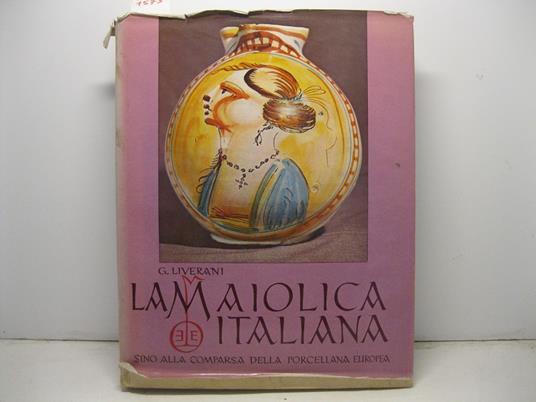 G. LIVERANI
LA MAIOLICA
ITALIANA
SINO ALLA COMPARSA DELLA PORCELLANA EUROPEA